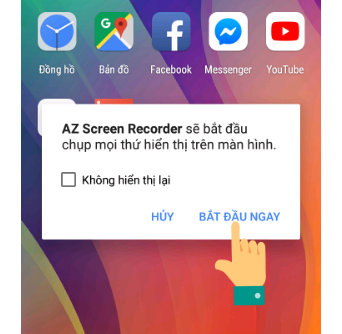 Đồng hồ Bản đồ Facebook Messenger YouTube
AZ Screen Recorder sẽ bắt đầu
chụp mọi thứ hiển thị trên màn hình.
Không hiển thị lại
HỦY BẮT ĐẦU NGAY